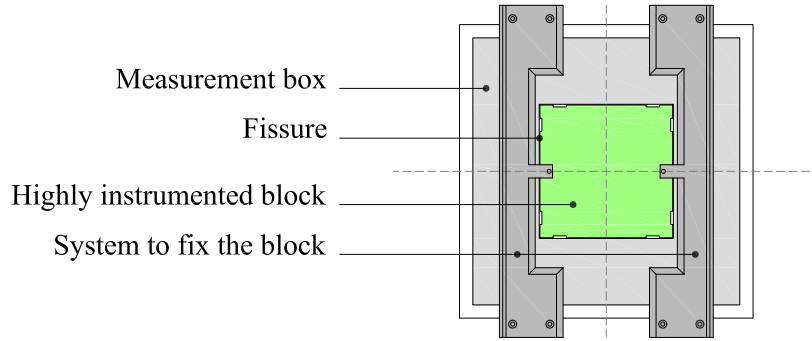 Measurement box
Fissure
Highly instrumented block
System to fix the block